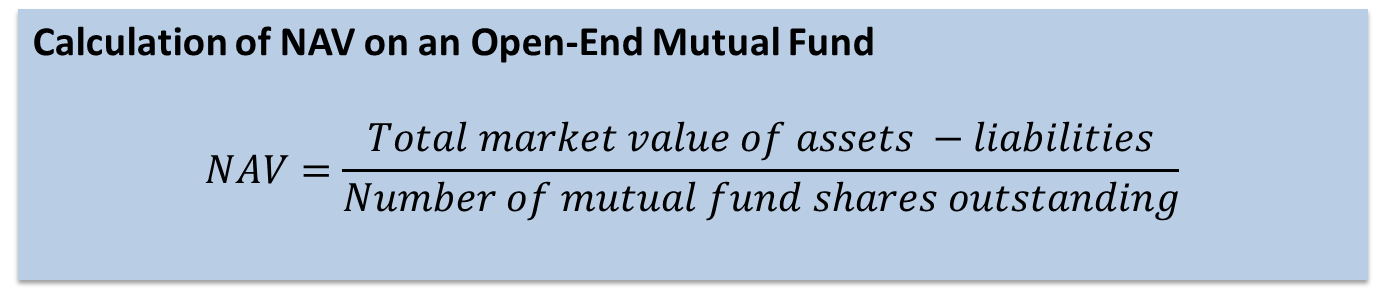 Calculation of NAV on an Open-End Mutual Fund
Total market value of assets − liabilities
NAV =
Number of mutual fund shares outstanding